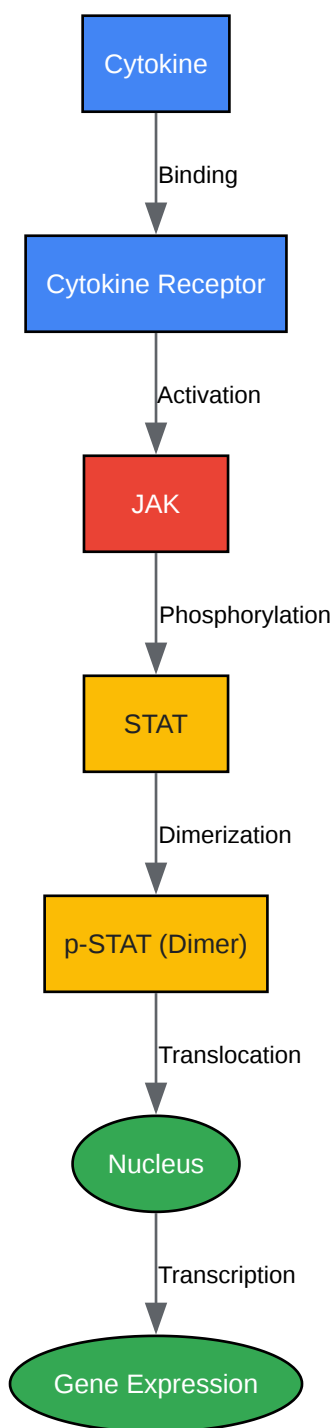 Cytokine
Binding
Cytokine Receptor
Activation
JAK
Phosphorylation
STAT
Dimerization
p-STAT (Dimer)
Translocation
Nucleus
Transcription
Gene Expression